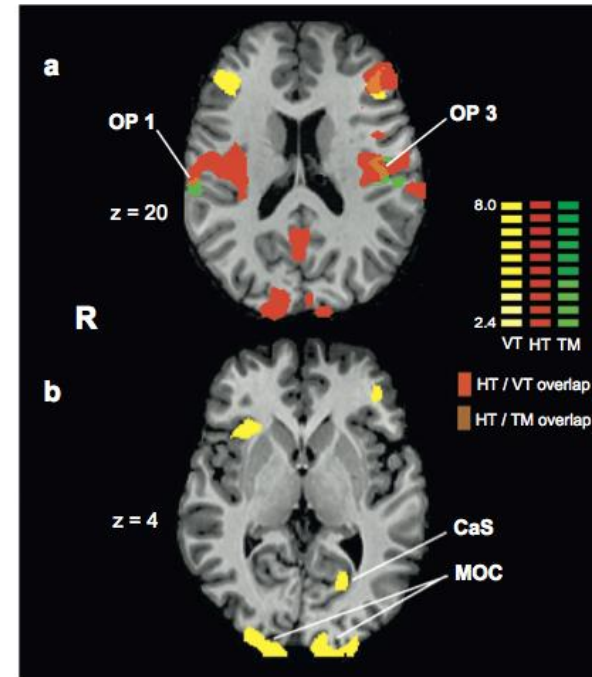 a
OP 1
OP 3
z = 20
8.0
2.4
VT HT TM
R
HT / VT overlap
HT / TM overlap
b
z = 4
CaS
MOC